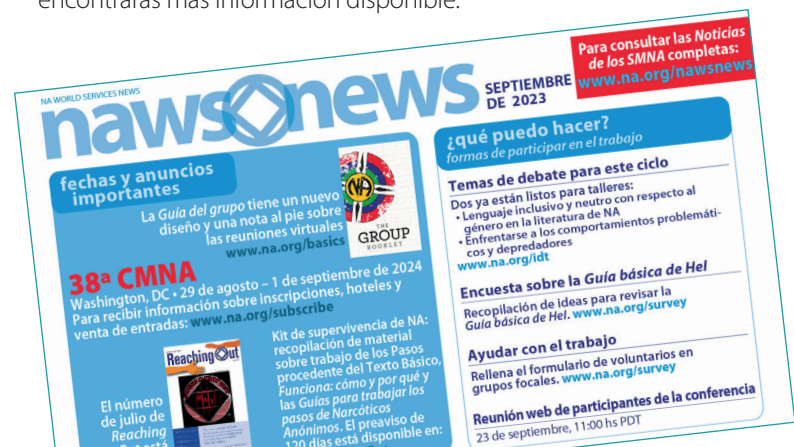 encontrarás más información disponible.
NA WORLD SERVICES NEWS
naws news
SEPTIEMBRE
DE 2023
Para consultar las Noticias
de los SMNA completas:
www.na.org/nawsnews
fechas y anuncios
importantes
La Guía del grupo tiene un nuevo
diseño y una nota al pie sobre
las reuniones virtuales
www.na.org/basics
NA
THE
GROUP
BOOKLET
38ª CMNA
Washington, DC • 29 de agosto – 1 de septiembre de 2024
Para recibir información sobre inscripciones, hoteles y
venta de entradas: www.na.org/subscribe
El número
de julio de
Reaching
está
Reaching Out
Kit de supervivencia de NA:
recopilación de material
sobre trabajo de los Pasos
procedente del Texto Básico,
Funciona: cómo y por qué y
las Guías para trabajar los
pasos de Narcóticos
Anónimos. El preaviso de
120 días está disponible en:
¿qué puedo hacer?
formas de participar en el trabajo
Temas de debate para este ciclo
Dos ya están listos para talleres:
• Lenguaje inclusivo y neutro con respecto al
género en la literatura de NA
• Enfrentarse a los comportamientos problemáti-
cos y depredadores
www.na.org/idt
Encuesta sobre la Guía básica de HeI
Recopilación de ideas para revisar la
Guía básica de HeI. www.na.org/survey
Ayudar con el trabajo
Rellena el formulario de voluntarios en
grupos focales. www.na.org/survey
Reunión web de participantes de la conferencia
23 de septiembre, 11:00 hs PDT